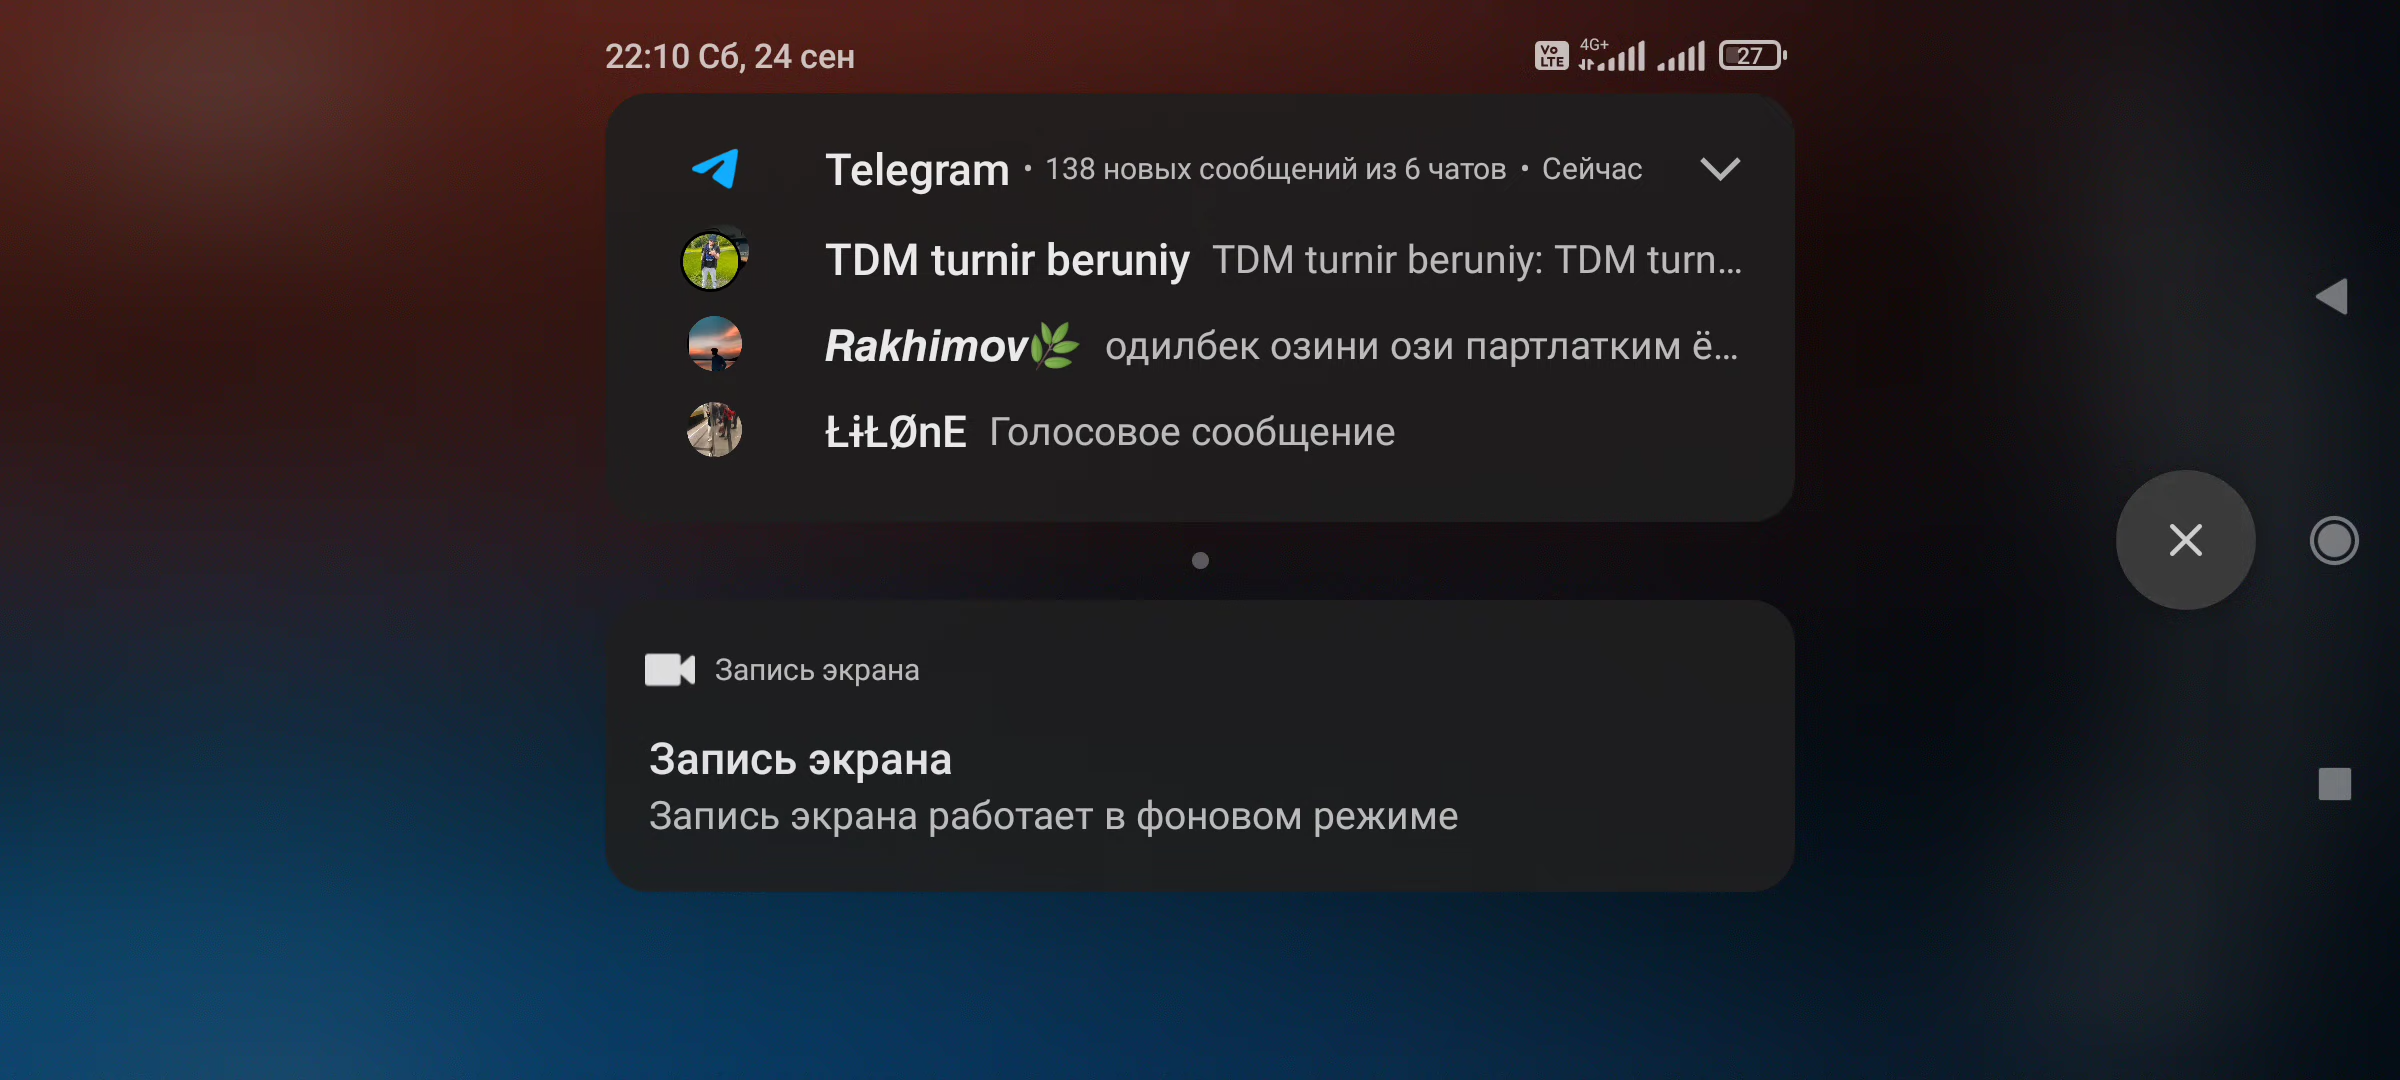 22:10 Сб, 24 сен
Vo LTE 4G+ 27
Telegram • 138 новых сообщений из 6 чатов • Сейчас
TDM turnir beruniy TDM turnir beruniy: TDM turn...
Rakhimov🌿 одилбек озини ози партлатким ё...
ŁɨŁØnE Голосовое сообщение
Запись экрана
Запись экрана
Запись экрана работает в фоновом режиме